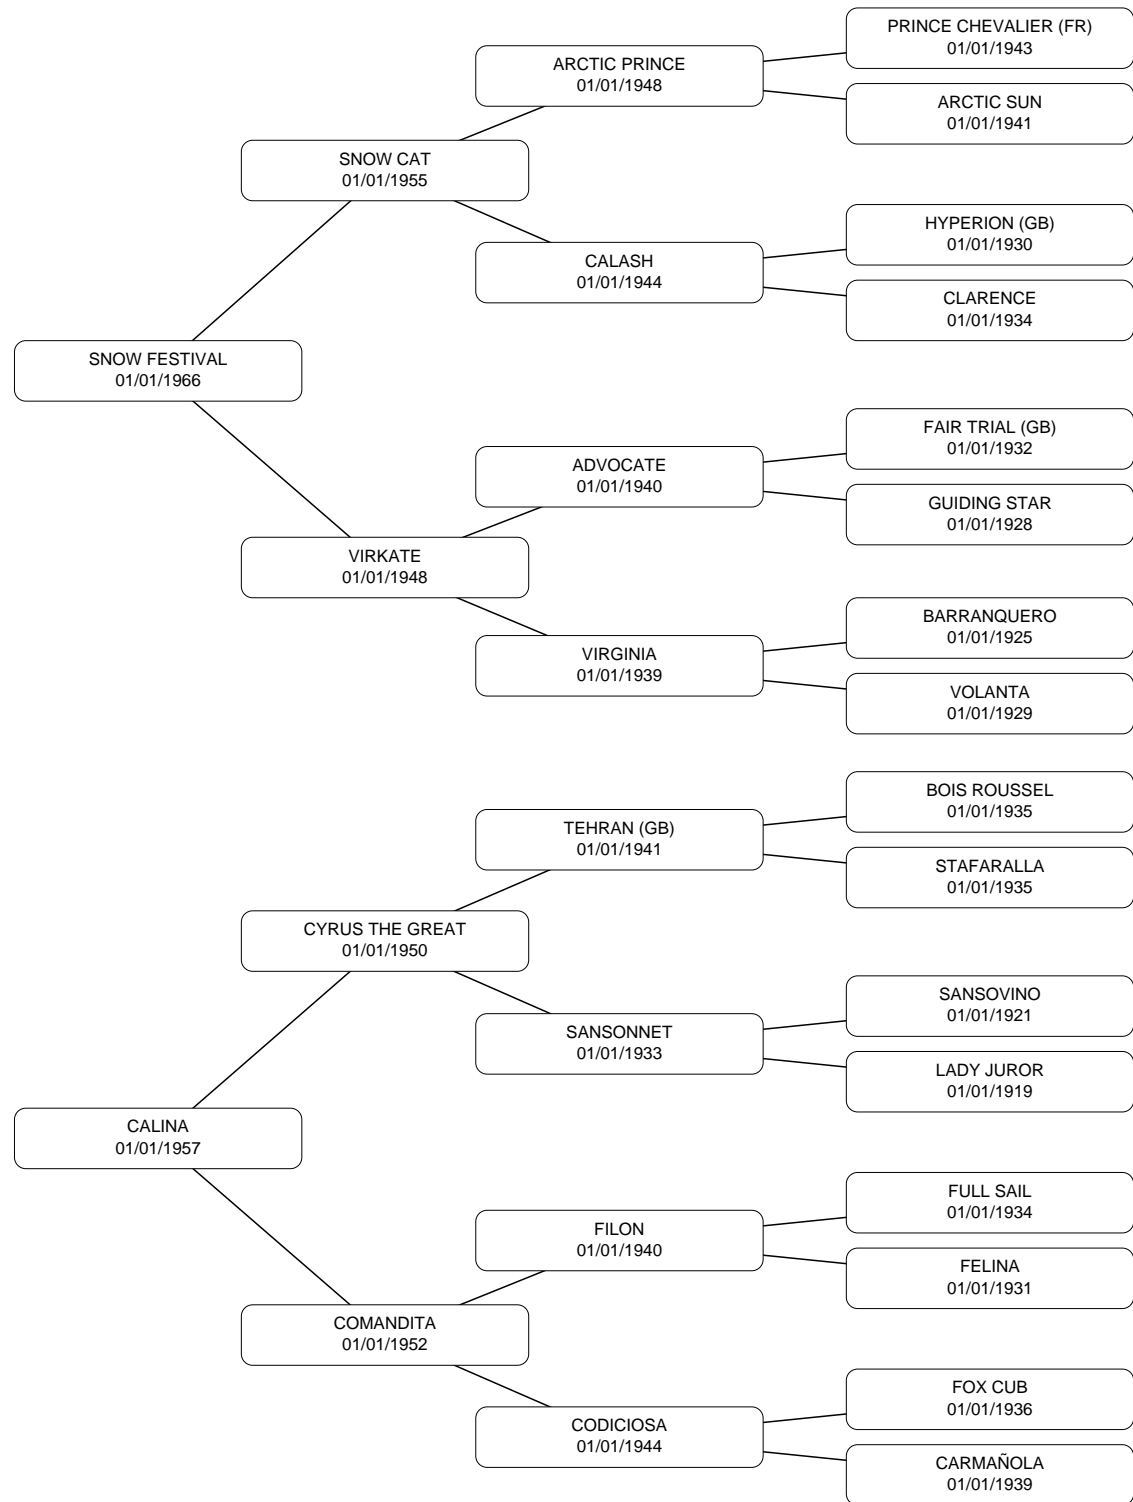 PRINCE CHEVALIER (FR)
01/01/1943
ARCTIC PRINCE
01/01/1948
ARCTIC SUN
01/01/1941
SNOW CAT
01/01/1955
HYPERION (GB)
01/01/1930
CALASH
01/01/1944
CLARENCE
01/01/1934
SNOW FESTIVAL
01/01/1966
FAIR TRIAL (GB)
01/01/1932
ADVOCATE
01/01/1940
GUIDING STAR
01/01/1928
VIRKATE
01/01/1948
BARRANQUERO
01/01/1925
VIRGINIA
01/01/1939
VOLANTA
01/01/1929
BOIS ROUSSEL
01/01/1935
TEHRAN (GB)
01/01/1941
STAFARALLA
01/01/1935
CYRUS THE GREAT
01/01/1950
SANSOVINO
01/01/1921
SANSONNET
01/01/1933
LADY JUROR
01/01/1919
CALINA
01/01/1957
FULL SAIL
01/01/1934
FILON
01/01/1940
FELINA
01/01/1931
COMANDITA
01/01/1952
FOX CUB
01/01/1936
CODICIOSA
01/01/1944
CARMAÑOLA
01/01/1939